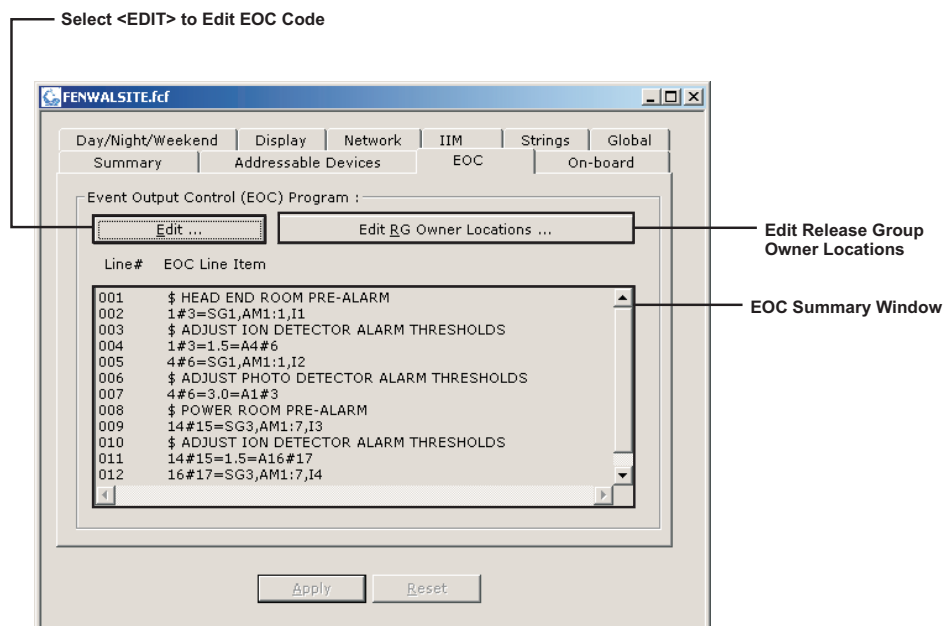 Select <EDIT> to Edit EOC Code
FENWALSITE.fcf
Day/Night/Weekend Display Network IIM Strings Global
Summary Addressable Devices EOC On-board
Event Output Control (EOC) Program :
Edit ... Edit RG Owner Locations ...
Edit Release Group
Owner Locations
Line# EOC Line Item
EOC Summary Window
001 $ HEAD END ROOM PRE-ALARM
002 1#3=SG1,AM1:1,I1
003 $ ADJUST ION DETECTOR ALARM THRESHOLDS
004 1#3=1.5=A4#6
005 4#6=SG1,AM1:1,I2
006 $ ADJUST PHOTO DETECTOR ALARM THRESHOLDS
007 4#6=3.0=A1#3
008 $ POWER ROOM PRE-ALARM
009 14#15=SG3,AM1:7,I3
010 $ ADJUST ION DETECTOR ALARM THRESHOLDS
011 14#15=1.5=A16#17
012 16#17=SG3,AM1:7,I4
Apply Reset